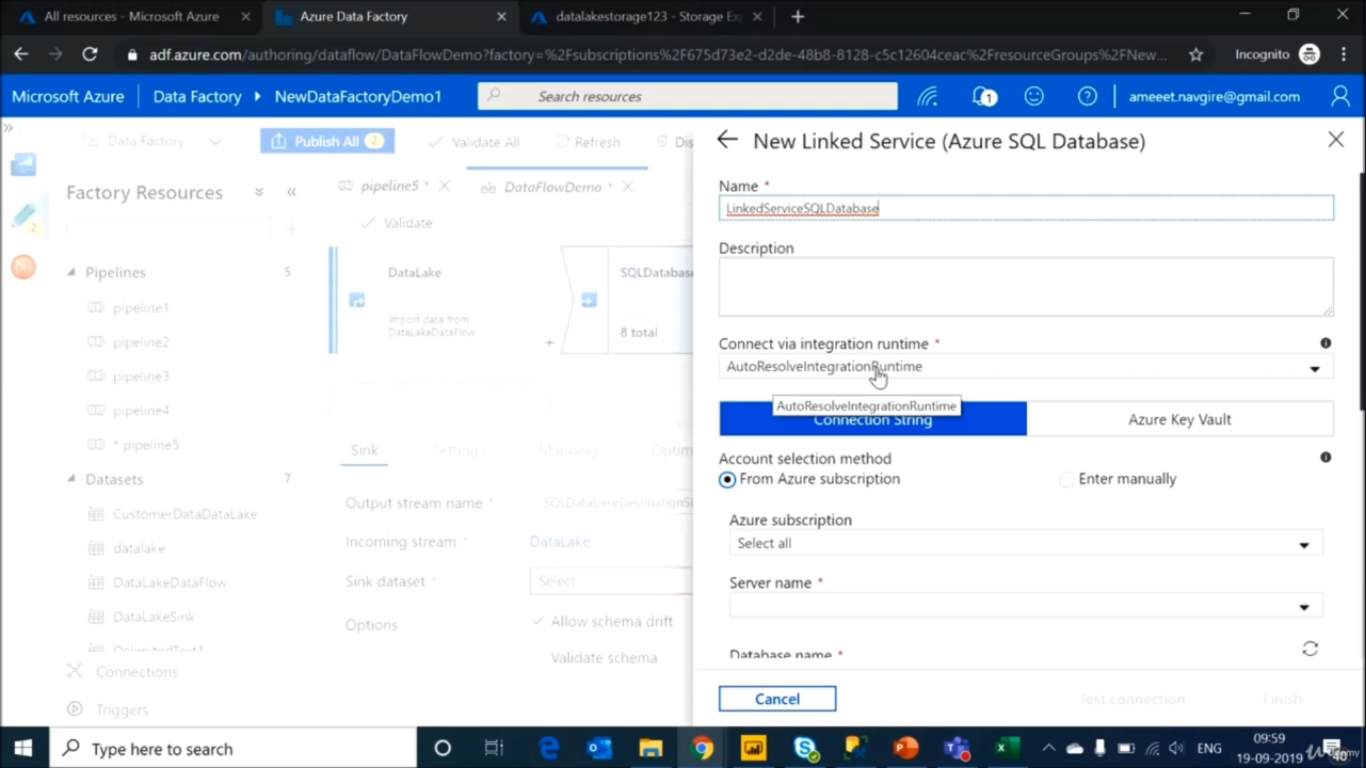 All resources - Microsoft Azure
Azure Data Factory
datalakestorage123 - Storage Ex
adf.azure.com/authoring/dataflow/DataFlowDemo?factory=%2Fsubscriptions%2F675d73e2-d2de-48b8-8128-c5c12604ceac%2FresourceGroups%2FNew...
Incognito
Microsoft Azure
Data Factory
NewDataFactoryDemo1
Search resources
1
ameeet.navgire@gmail.com
Data Factory
Publish All 2
Validate All
Refresh
Dis
New Linked Service (Azure SQL Database)
Factory Resources
pipeline5 *
DataFlowDemo *
Name *
LinkedServiceSQLDatabase
Validate
2
Description
Pipelines 5
pipeline1
pipeline2
pipeline3
pipeline4
* pipeline5
DataLake
Import data from
DataLakeDataFlow
SQLDatabase
8 total
Connect via integration runtime *
AutoResolveIntegrationRuntime
AutoResolveIntegrationRuntime
Connection String
Azure Key Vault
Sink
Settings
Mapping
Optim
Account selection method
From Azure subscription
Enter manually
Datasets 7
CustomerDataDataLake
datalake
DataLakeDataFlow
DataLakeSink
DelimitedText1
Output stream name *
SQLDatabaseDestinationSi
Incoming stream *
DataLake
Sink dataset *
Select...
Options
Allow schema drift
Validate schema
Azure subscription
Select all
Server name *
Database name *
Connections
Triggers
Cancel
Test connection
Finish
Type here to search
ENG
09:59
19-09-2019